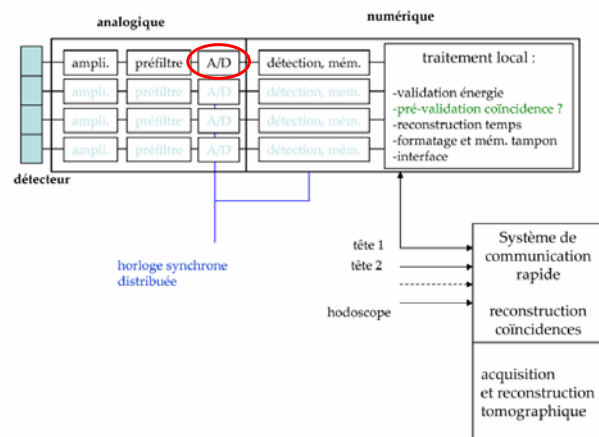 analogique
numérique
ampli. préfiltre A/D détection, mém.
ampli. préfiltre A/D détection, mém.
ampli. préfiltre A/D détection, mém.
ampli. préfiltre A/D détection, mém.
traitement local :
-validation énergie
-pré-validation coïncidence ?
-reconstruction temps
-formatage et mém. tampon
-interface
détecteur
horloge synchrone
distribuée
tête 1
tête 2
hodoscope
Système de
communication
rapide
reconstruction
coïncidences
acquisition
et reconstruction
tomographique